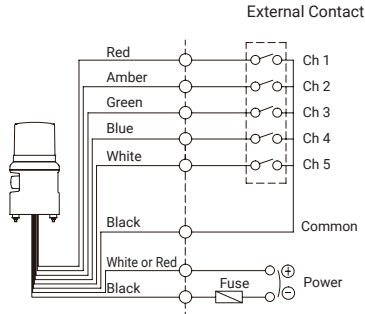 External Contact
Red
Ch 1
Amber
Ch 2
Green
Ch 3
Blue
Ch 4
White
Ch 5
Black
Common
White or Red
+
Fuse
Power
Black
-